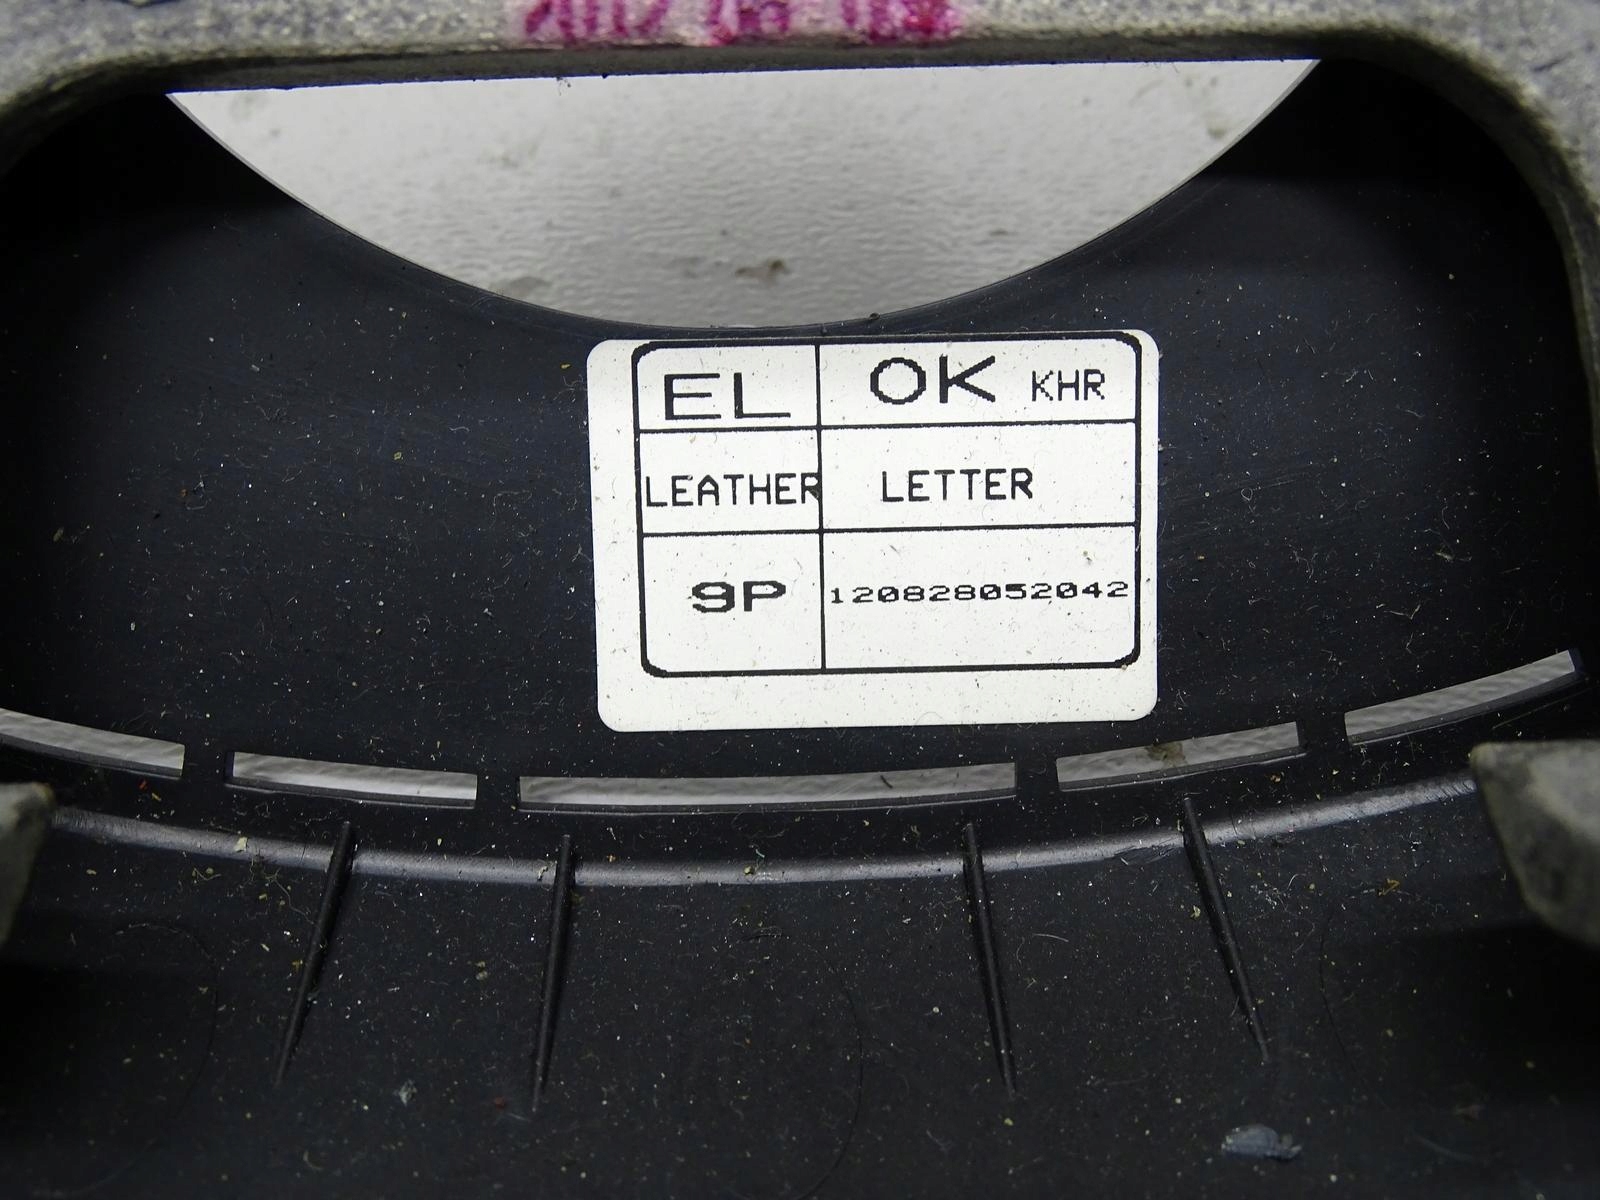 EL OK KHR
LEATHER LETTER
9P 120828052042